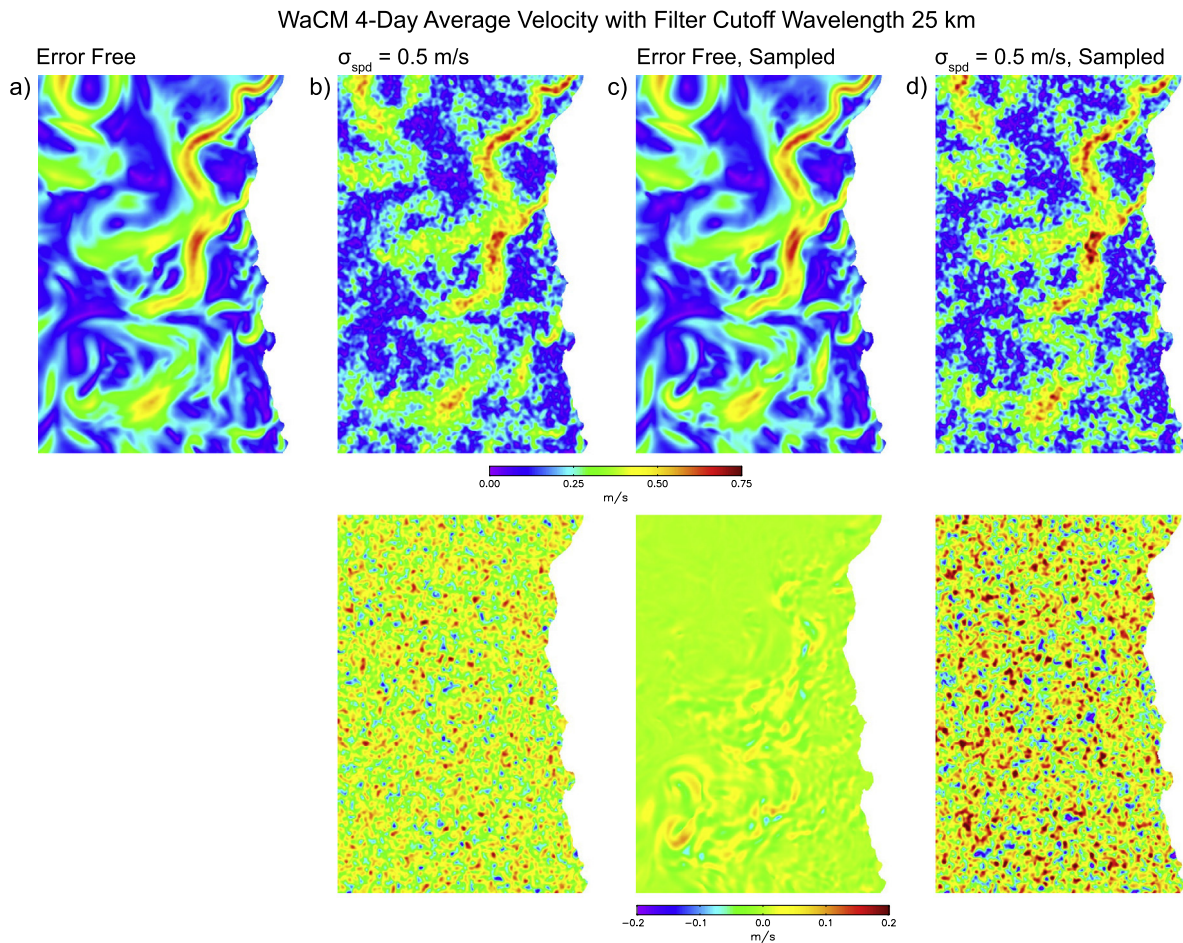 WaCM 4-Day Average Velocity with Filter Cutoff Wavelength 25 km
Error Free
σspd = 0.5 m/s
Error Free, Sampled
σspd = 0.5 m/s, Sampled
a)
b)
c)
d)
0.00 0.25 0.50 0.75
m/s
−0.2 −0.1 0.0 0.1 0.2
m/s